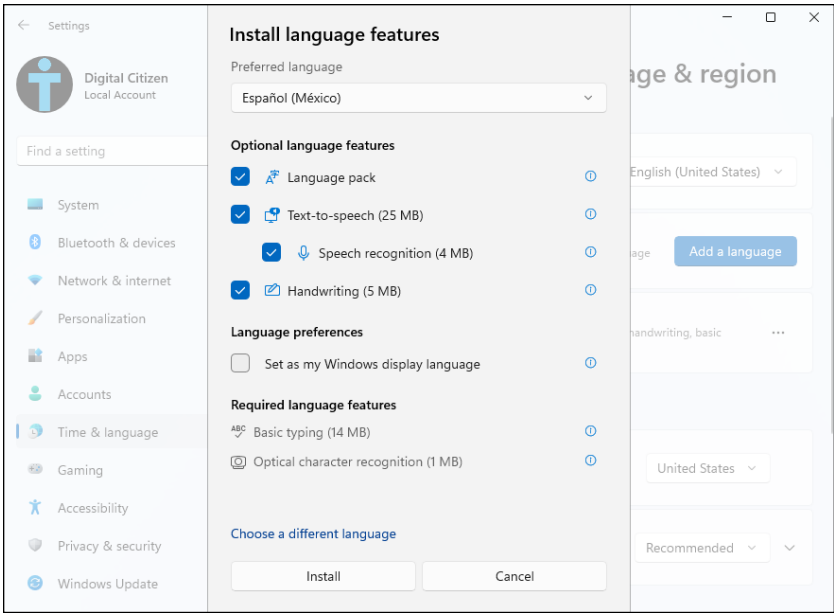 Settings
Digital Citizen
Local Account
Find a setting
System
Bluetooth & devices
Network & internet
Personalization
Apps
Accounts
Time & language
Gaming
Accessibility
Privacy & security
Windows Update
Install language features
Preferred language
Español (México)
Optional language features
Language pack
Text-to-speech (25 MB)
Speech recognition (4 MB)
Handwriting (5 MB)
Language preferences
Set as my Windows display language
Required language features
ABC Basic typing (14 MB)
Optical character recognition (1 MB)
Choose a different language
Install Cancel
age & region
English (United States)
age Add a language
handwriting, basic
United States
Recommended